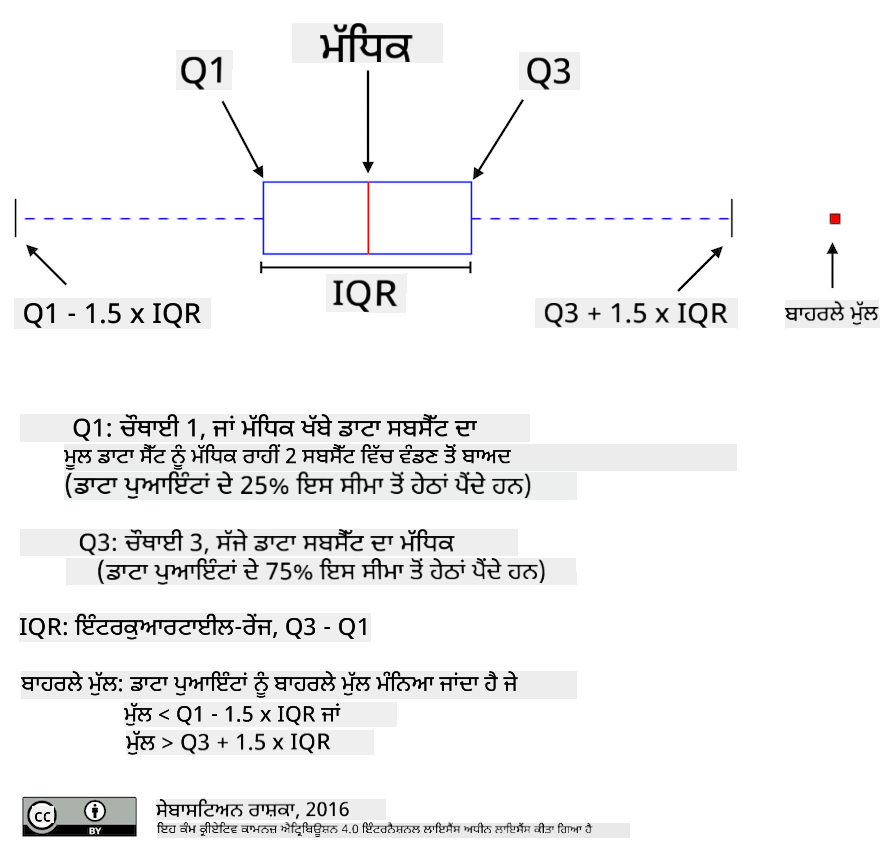 ਮੱਧਿਕ
Q1
Q3
IQR
Q1 - 1.5 x IQR
Q3 + 1.5 x IQR
ਬਾਹਰਲੇ ਮੁੱਲ
Q1: ਚੌਥਾਈ 1, ਜਾਂ ਮੱਧਿਕ ਖੱਬੇ ਡਾਟਾ ਸਬਸੈੱਟ ਦਾ
ਮੂਲ ਡਾਟਾ ਸੈੱਟ ਨੂੰ ਮੱਧਿਕ ਰਾਹੀਂ 2 ਸਬਸੈੱਟ ਵਿੱਚ ਵੰਡਣ ਤੋਂ ਬਾਅਦ
(ਡਾਟਾ ਪੁਆਇੰਟਾਂ ਦੇ 25% ਇਸ ਸੀਮਾ ਤੋਂ ਹੇਠਾਂ ਪੈਂਦੇ ਹਨ)
Q3: ਚੌਥਾਈ 3, ਸੱਜੇ ਡਾਟਾ ਸਬਸੈੱਟ ਦਾ ਮੱਧਿਕ
(ਡਾਟਾ ਪੁਆਇੰਟਾਂ ਦੇ 75% ਇਸ ਸੀਮਾ ਤੋਂ ਹੇਠਾਂ ਪੈਂਦੇ ਹਨ)
IQR: ਇੰਟਰਕੁਆਰਟਾਈਲ-ਰੇਂਜ, Q3 - Q1
ਬਾਹਰਲੇ ਮੁੱਲ: ਡਾਟਾ ਪੁਆਇੰਟਾਂ ਨੂੰ ਬਾਹਰਲੇ ਮੁੱਲ ਮੰਨਿਆ ਜਾਂਦਾ ਹੈ ਜੇ
ਮੁੱਲ < Q1 - 1.5 x IQR ਜਾਂ
ਮੁੱਲ > Q3 + 1.5 x IQR
cc BY
ਸੇਬਾਸਟਿਅਨ ਰਾਸ਼ਕਾ, 2016
ਇਹ ਕੰਮ ਕ੍ਰੀਏਟਿਵ ਕਾਮਨਜ਼ ਐਟ੍ਰਿਬਿਊਸ਼ਨ 4.0 ਇੰਟਰਨੈਸ਼ਨਲ ਲਾਇਸੈਂਸ ਅਧੀਨ ਲਾਇਸੈਂਸ ਕੀਤਾ ਗਿਆ ਹੈ